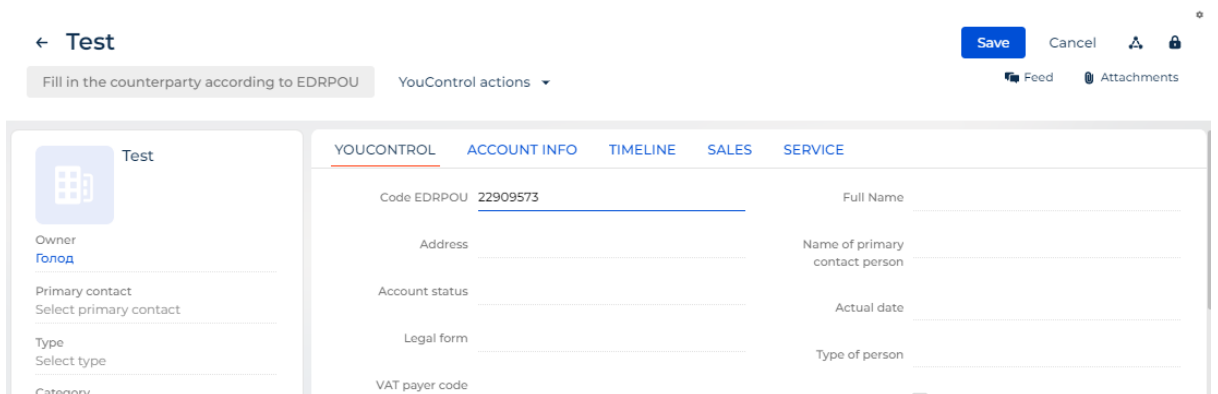 Test
Save
Cancel
Fill in the counterparty according to EDRPOU
YouControl actions
Feed
Attachments
Test
Owner
Голод
Primary contact
Select primary contact
Type
Select type
Category
YOUCONTROL
ACCOUNT INFO
TIMELINE
SALES
SERVICE
Code EDRPOU
22909573
Full Name
Address
Name of primary
contact person
Account status
Actual date
Legal form
Type of person
VAT payer code